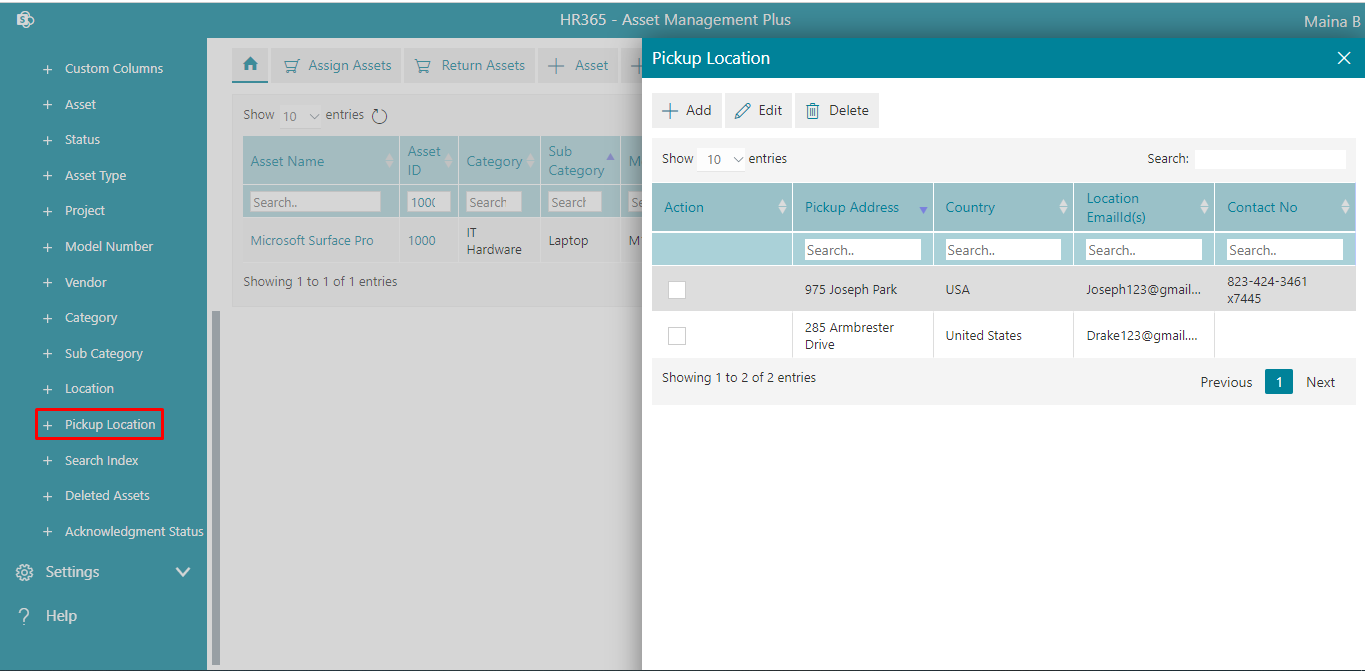 HR365 - Asset Management Plus
Maina B
Custom Columns
Asset
Status
Asset Type
Project
Model Number
Vendor
Category
Sub Category
Location
Pickup Location
Search Index
Deleted Assets
Acknowledgment Status
Settings
Help
Assign Assets
Return Assets
Asset
Show 10 entries
Asset Name
Asset
ID
Category
Sub
Category
M
Search..
100
Search
Search
Se
Microsoft Surface Pro
1000
IT
Hardware
Laptop
M
Showing 1 to 1 of 1 entries
Pickup Location
Add
Edit
Delete
Show 10 entries
Search:
Action
Pickup Address
Country
Location
EmailId(s)
Contact No
Search..
Search..
Search..
Search..
975 Joseph Park
USA
Joseph123@gmail...
823-424-3461
x7445
285 Armbrester
Drive
United States
Drake123@gmail....
Showing 1 to 2 of 2 entries
Previous
1
Next